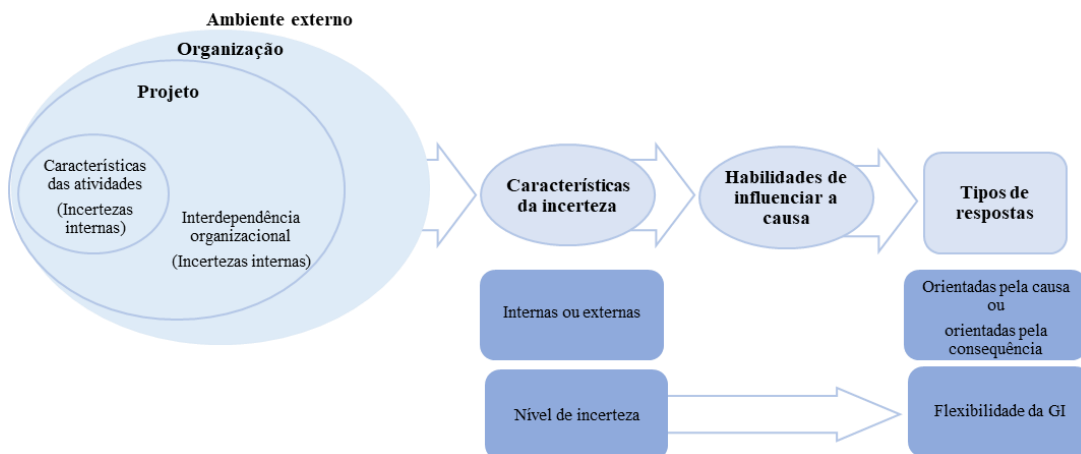 Ambiente externo
Organização
Projeto
Características
das atividades
(Incertezas
internas)
Interdependência
organizacional
(Incertezas internas)
Características
da incerteza
Habilidades de
influenciar a
causa
Tipos de
respostas
Internas ou externas
Orientadas pela causa
ou
orientadas pela
consequência
Nível de incerteza
Flexibilidade da GI